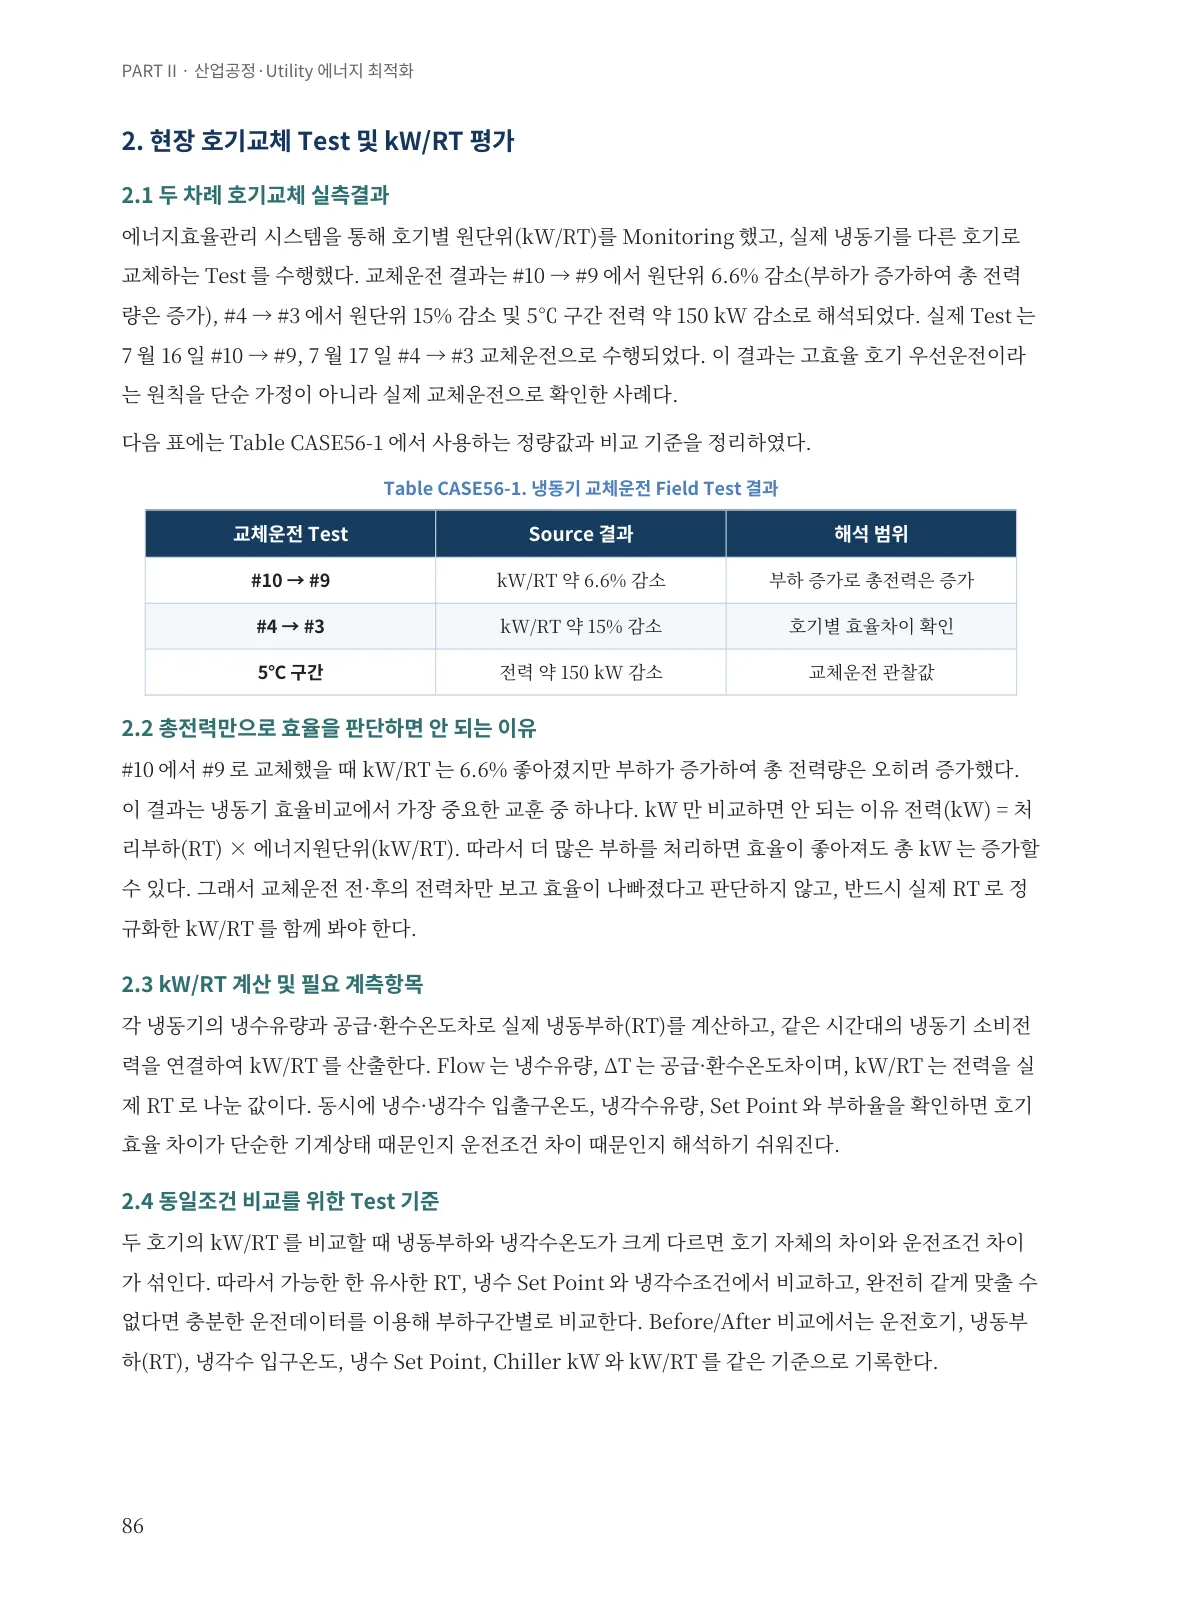 PART II · 산업공정·Utility 에너지 최적화
2. 현장 호기교체 Test 및 kW/RT 평가
2.1 두 차례 호기교체 실측결과
에너지효율관리 시스템을 통해 호기별 원단위(kW/RT)를 Monitoring 했고, 실제 냉동기를 다른 호기로
교체하는 Test 를 수행했다. 교체운전 결과는 #10 → #9 에서 원단위 6.6% 감소(부하가 증가하여 총 전력
량은 증가), #4 → #3 에서 원단위 15% 감소 및 5℃ 구간 전력 약 150 kW 감소로 해석되었다. 실제 Test 는
7 월 16 일 #10 → #9, 7 월 17 일 #4 → #3 교체운전으로 수행되었다. 이 결과는 고효율 호기 우선운전이라
는 원칙을 단순 가정이 아니라 실제 교체운전으로 확인한 사례다.
다음 표에는 Table CASE56-1 에서 사용하는 정량값과 비교 기준을 정리하였다.
Table CASE56-1. 냉동기 교체운전 Field Test 결과
교체운전 Test Source 결과 해석 범위
#10 → #9 kW/RT 약 6.6% 감소 부하 증가로 총전력은 증가
#4 → #3 kW/RT 약 15% 감소 호기별 효율차이 확인
5℃ 구간 전력 약 150 kW 감소 교체운전 관찰값
2.2 총전력만으로 효율을 판단하면 안 되는 이유
#10 에서 #9 로 교체했을 때 kW/RT 는 6.6% 좋아졌지만 부하가 증가하여 총 전력량은 오히려 증가했다.
이 결과는 냉동기 효율비교에서 가장 중요한 교훈 중 하나다. kW 만 비교하면 안 되는 이유 전력(kW) = 처
리부하(RT) × 에너지원단위(kW/RT). 따라서 더 많은 부하를 처리하면 효율이 좋아져도 총 kW 는 증가할
수 있다. 그래서 교체운전 전·후의 전력차만 보고 효율이 나빠졌다고 판단하지 않고, 반드시 실제 RT 로 정
규화한 kW/RT 를 함께 봐야 한다.
2.3 kW/RT 계산 및 필요 계측항목
각 냉동기의 냉수유량과 공급·환수온도차로 실제 냉동부하(RT)를 계산하고, 같은 시간대의 냉동기 소비전
력을 연결하여 kW/RT 를 산출한다. Flow 는 냉수유량, ΔT 는 공급·환수온도차이며, kW/RT 는 전력을 실
제 RT 로 나눈 값이다. 동시에 냉수·냉각수 입출구온도, 냉각수유량, Set Point 와 부하율을 확인하면 호기
효율 차이가 단순한 기계상태 때문인지 운전조건 차이 때문인지 해석하기 쉬워진다.
2.4 동일조건 비교를 위한 Test 기준
두 호기의 kW/RT 를 비교할 때 냉동부하와 냉각수온도가 크게 다르면 호기 자체의 차이와 운전조건 차이
가 섞인다. 따라서 가능한 한 유사한 RT, 냉수 Set Point 와 냉각수조건에서 비교하고, 완전히 같게 맞출 수
없다면 충분한 운전데이터를 이용해 부하구간별로 비교한다. Before/After 비교에서는 운전호기, 냉동부
하(RT), 냉각수 입구온도, 냉수 Set Point, Chiller kW 와 kW/RT 를 같은 기준으로 기록한다.
86